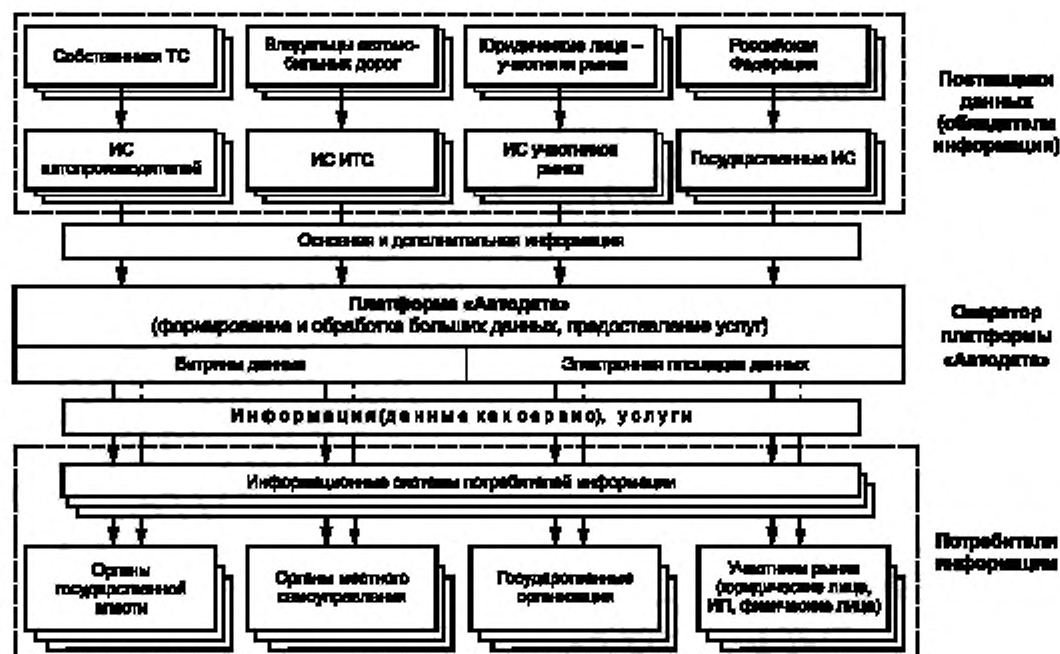 Собственники ТС
Владельцы автомо-
бильных дорог
Юридические лица –
участники рынка
Российская
Федерация
Поставщики
данных
(обладатели
информации)
ИС
автопроизводителей
ИС ИТС
ИС участников
рынка
Государственные ИС
Основная и дополнительная информация
Платформа «Автодата»
(формирование и обработка больших данных, предоставление услуг)
Оператор
платформы
«Автодата»
Витрины данных
Электронная площадка данных
Информация (данные как сервис), услуги
Информационные системы потребителей информации
Потребители
информации
Органы
государственной
власти
Органы местного
самоуправления
Государственные
организации
Участники рынка
(юридические лица,
ИП, физические лица)